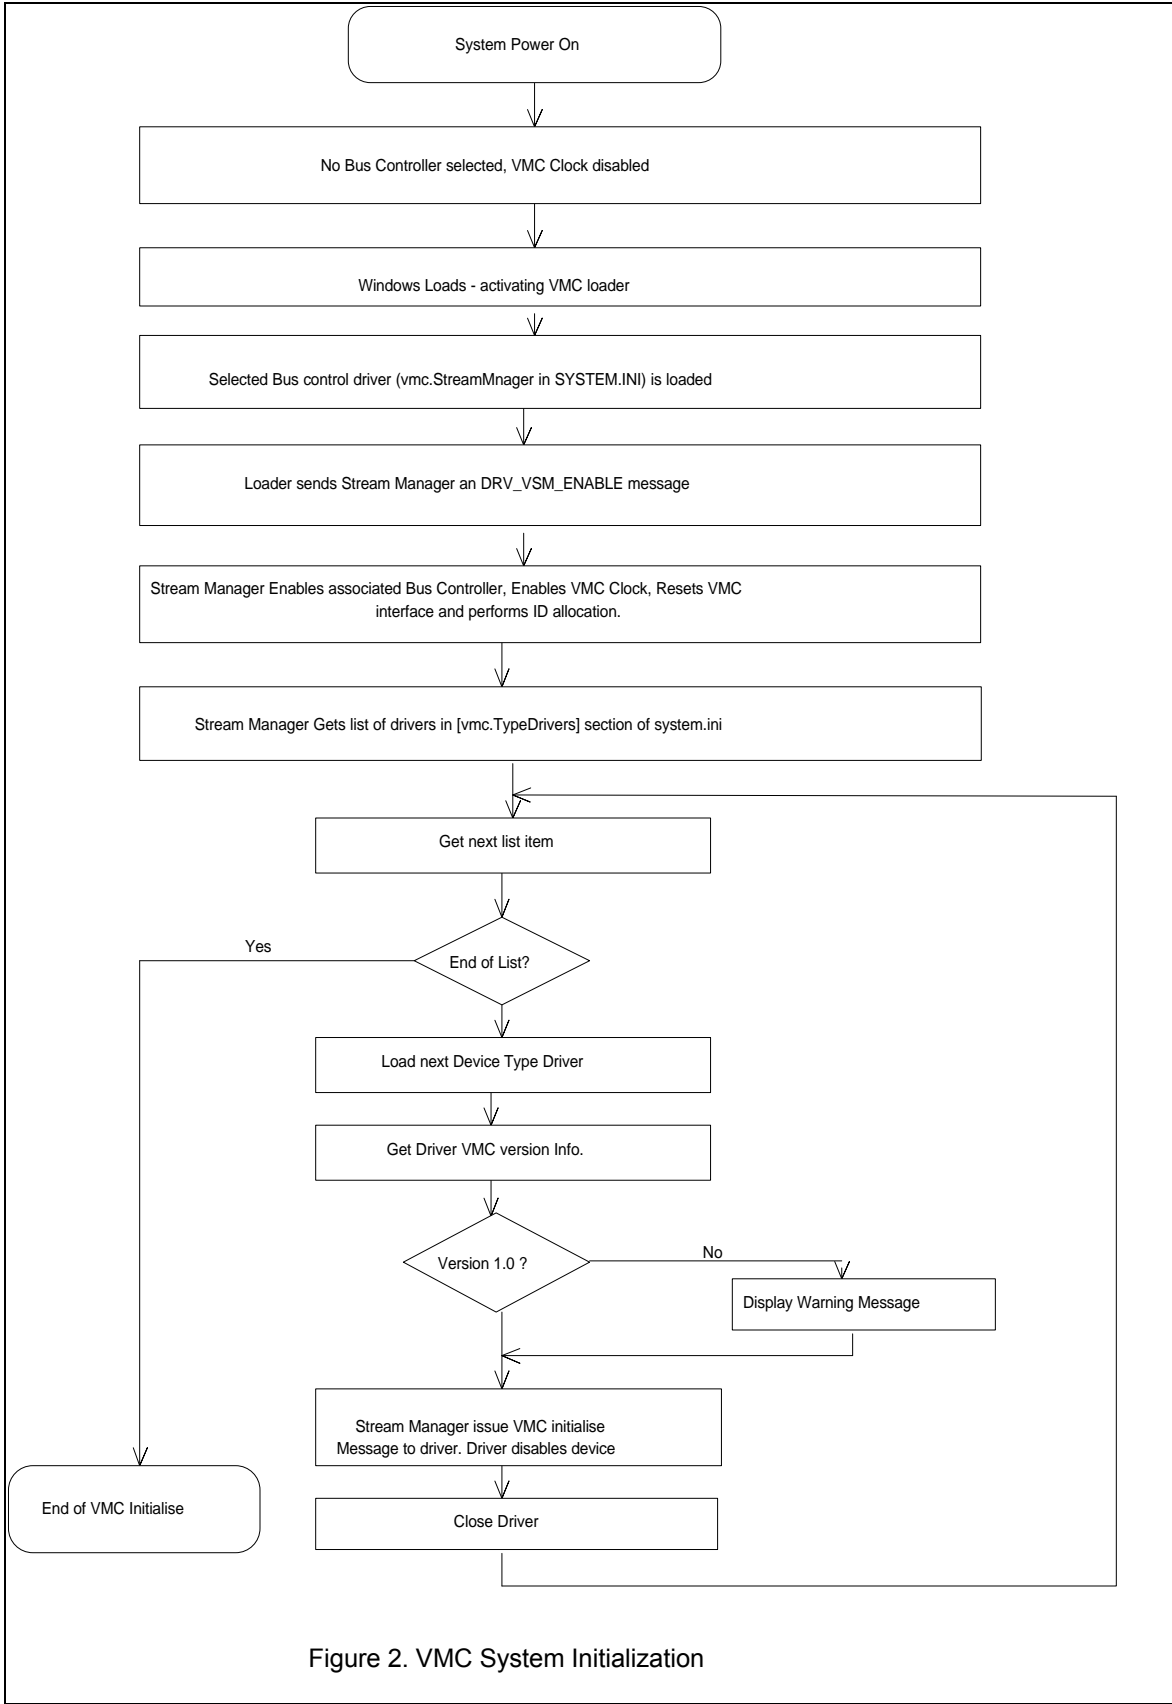 System Power On
No Bus Controller selected, VMC Clock disabled
Windows Loads - activating VMC loader
Selected Bus control driver (vmc.StreamMnager in SYSTEM.INI) is loaded
Loader sends Stream Manager an DRV_VSM_ENABLE message
Stream Manager Enables associated Bus Controller, Enables VMC Clock, Resets VMC
interface and performs ID allocation.
Stream Manager Gets list of drivers in [vmc.TypeDrivers] section of system.ini
Get next list item
Yes
End of List?
Load next Device Type Driver
Get Driver VMC version Info.
No
Version 1.0 ?
Display Warning Message
Stream Manager issue VMC initialise
Message to driver. Driver disables device
End of VMC Initialise
Close Driver
Figure 2. VMC System Initialization